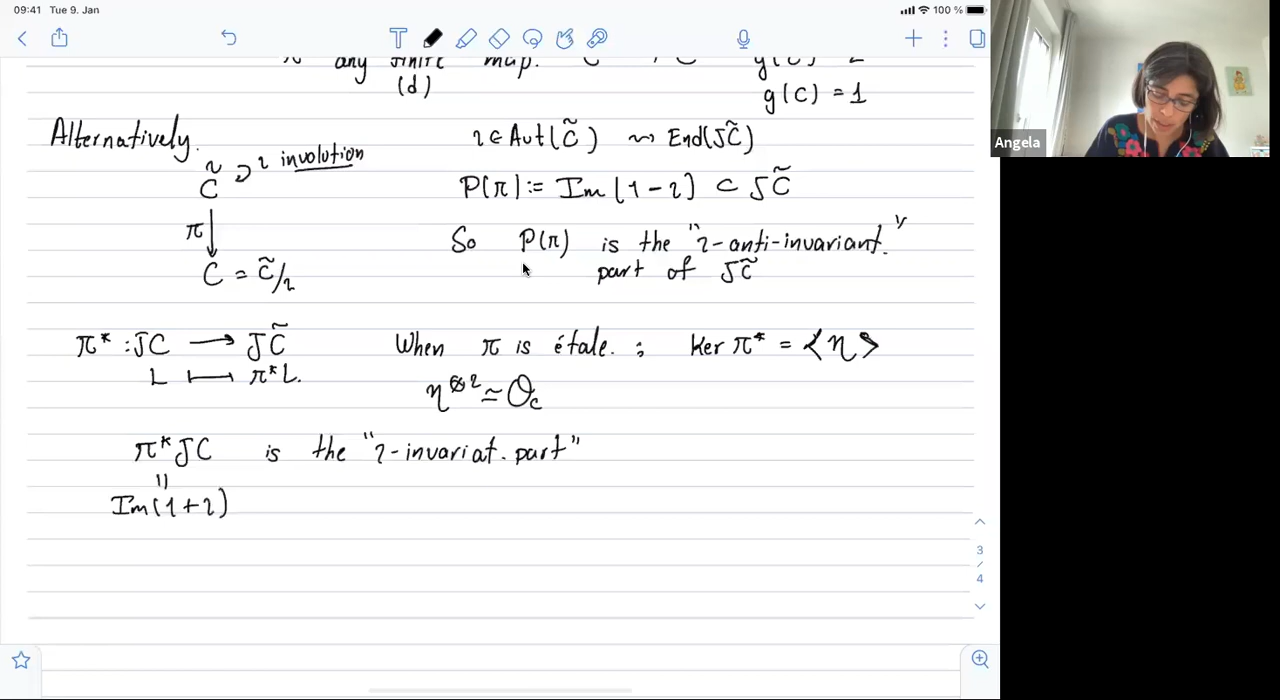 09:41 Tue 9. Jan
100 %
any finite map.
(d)
g(C) = 1
Alternatively.
C̃ ↺ ι involution
π ↓
C = C̃/ι
ι ∈ Aut(C̃) ⇝ End(JC̃)
P(π) := Im(1-ι) ⊂ JC̃
So P(π) is the "ι-anti-invariant."
part of JC̃
π* : JC → JC̃
L ⟼ π*L.
When π is étale. ; Ker π* = <η>
η^⊗2 ≃ O_C
π*JC is the "ι-invariat. part"
=
Im(1+ι)
Angela
3
/
4